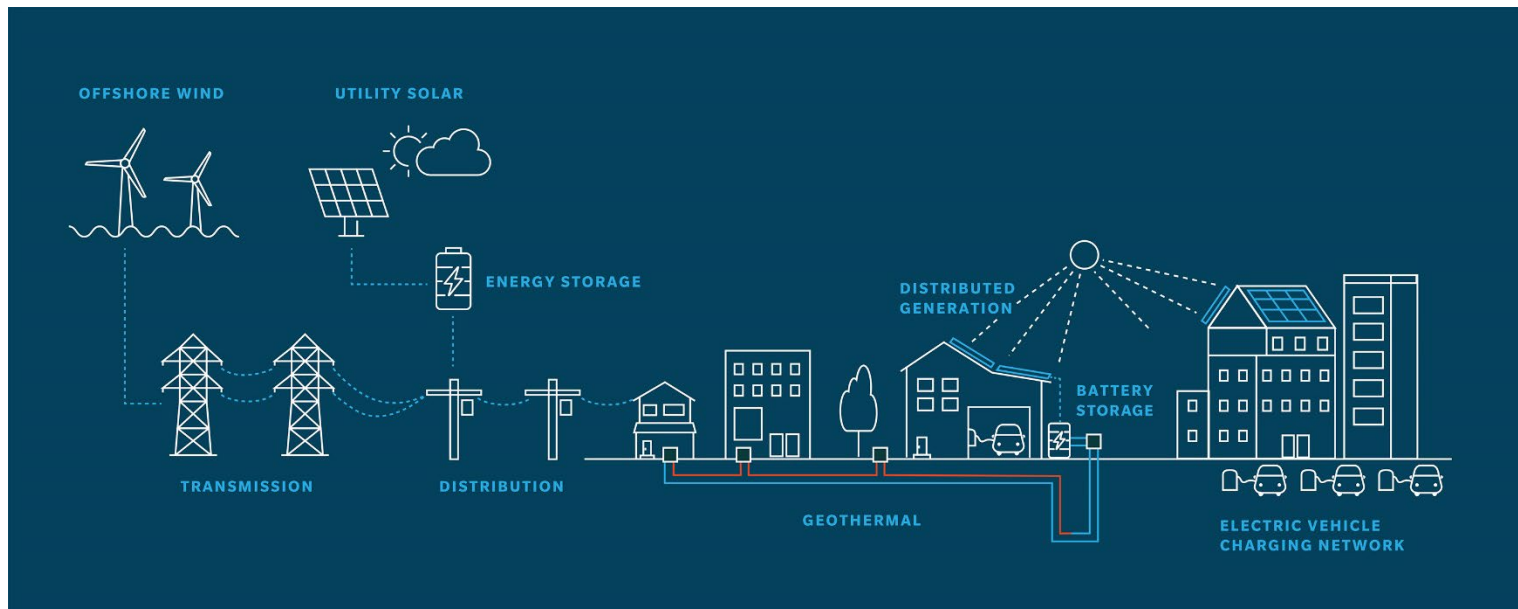 OFFSHORE WIND
UTILITY SOLAR
ENERGY STORAGE
DISTRIBUTED
GENERATION
BATTERY
STORAGE
TRANSMISSION
DISTRIBUTION
GEOTHERMAL
ELECTRIC VEHICLE
CHARGING NETWORK